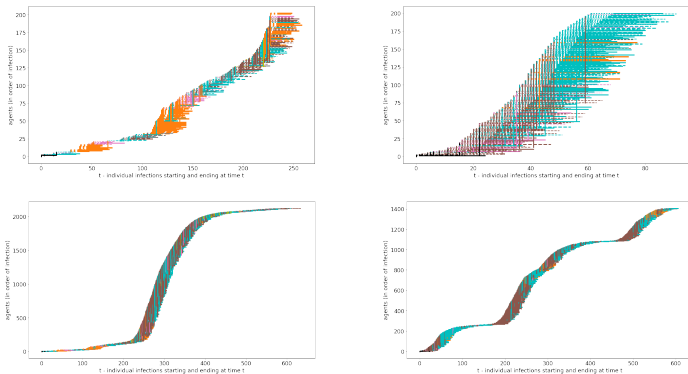 200
175
150
125
100
75
50
25
0
agents (in order of infection)
0 50 100 150 200 250
t - individual infections starting and ending at time t
200
175
150
125
100
75
50
25
0
agents (in order of infection)
0 20 40 60 80
t - individual infections starting and ending at time t
2000
1500
1000
500
0
agents (in order of infection)
0 100 200 300 400 500 600
t - individual infections starting and ending at time t
1400
1200
1000
800
600
400
200
0
agents (in order of infection)
0 100 200 300 400 500 600
t - individual infections starting and ending at time t